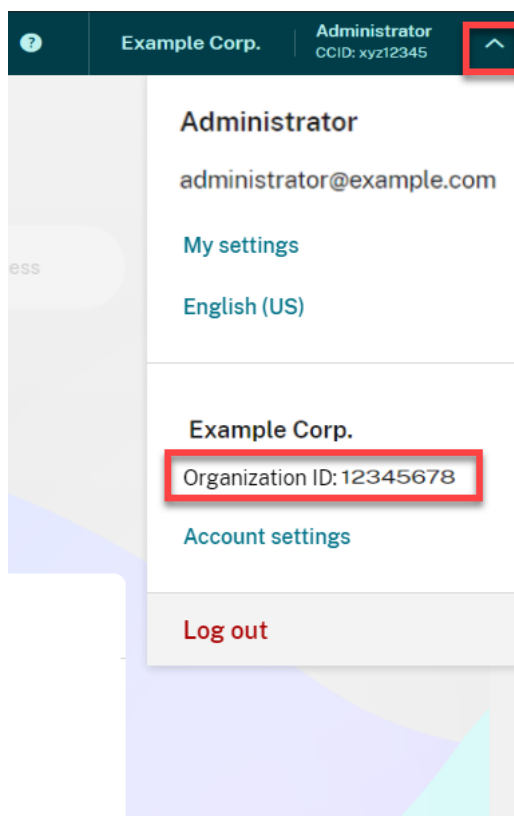 ?
Example Corp.
Administrator
CCID: xyz12345
Administrator
administrator@example.com
My settings
ess
English (US)
Example Corp.
Organization ID: 12345678
Account settings
Log out